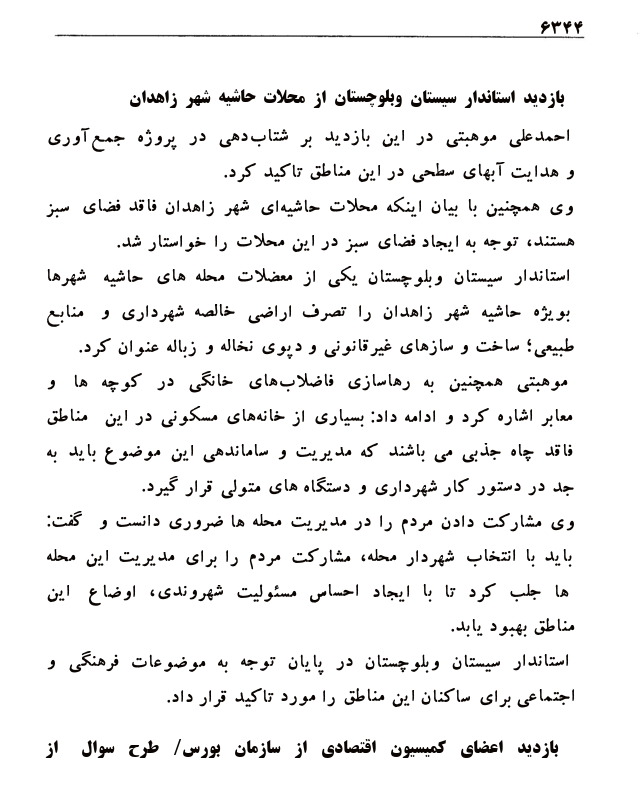 ۶۳۴۴
بازدید استاندار سیستان وبلوچستان از محلات حاشیه شهر زاهدان
احمدعلی موهبتی در این بازدید بر شتاب‌دهی در پروژه جمع‌آوری
و هدایت آبهای سطحی در این مناطق تاکید کرد.
وی همچنین با بیان اینکه محلات حاشیه‌ای شهر زاهدان فاقد فضای سبز
هستند، توجه به ایجاد فضای سبز در این محلات را خواستار شد.
استاندار سیستان وبلوچستان یکی از معضلات محله های حاشیه شهرها
بویژه حاشیه شهر زاهدان را تصرف اراضی خالصه شهرداری و منابع
طبیعی؛ ساخت و سازهای غیرقانونی و دپوی نخاله و زباله عنوان کرد.
موهبتی همچنین به رهاسازی فاضلاب‌های خانگی در کوچه ها و
معابر اشاره کرد و ادامه داد: بسیاری از خانه‌های مسکونی در این مناطق
فاقد چاه جذبی می باشند که مدیریت و ساماندهی این موضوع باید به
جد در دستور کار شهرداری و دستگاه های متولی قرار گیرد.
وی مشارکت دادن مردم را در مدیریت محله ها ضروری دانست و گفت:
باید با انتخاب شهردار محله، مشارکت مردم را برای مدیریت این محله
ها جلب کرد تا با ایجاد احساس مسئولیت شهروندی، اوضاع این
مناطق بهبود یابد.
استاندار سیستان وبلوچستان در پایان توجه به موضوعات فرهنگی و
اجتماعی برای ساکنان این مناطق را مورد تاکید قرار داد.
بازدید اعضای کمیسیون اقتصادی از سازمان بورس/ طرح سوال از